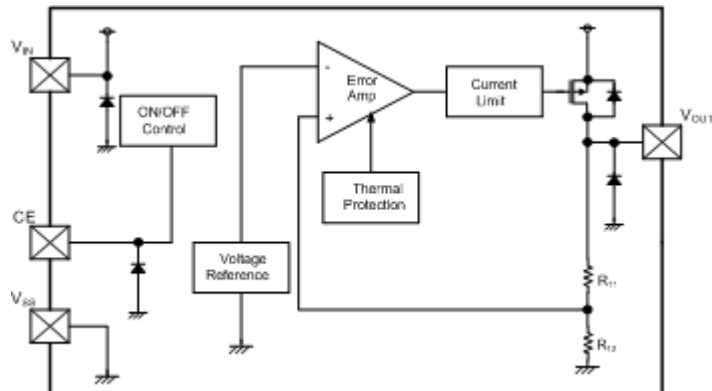 VIN
ON/OFF
Control
CE
VSS
-
+
Error
Amp
Current
Limit
Thermal
Protection
Voltage
Reference
VOUT
R11
R12